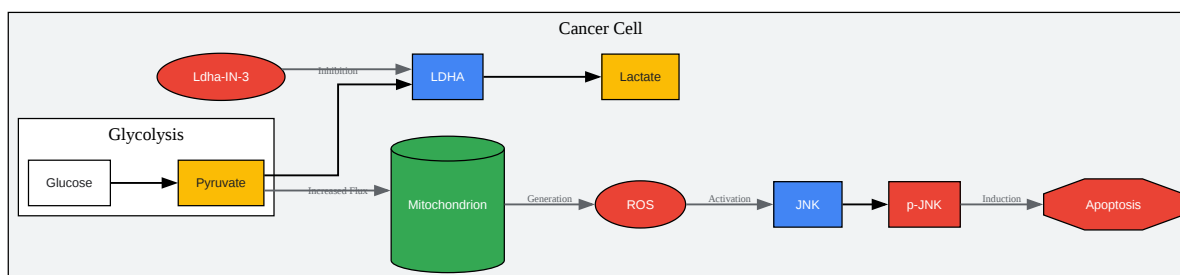 Cancer Cell
Ldha-IN-3
Inhibition
LDHA
Lactate
Glycolysis
Glucose
Pyruvate
Increased Flux
Mitochondrion
Generation
ROS
Activation
JNK
p-JNK
Induction
Apoptosis